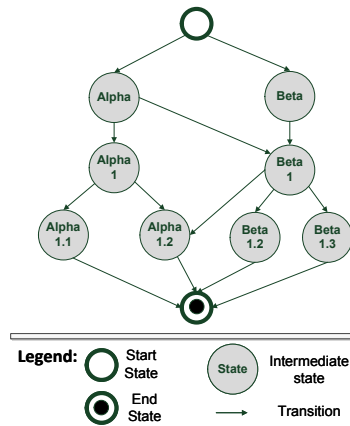 Alpha
Beta
Alpha
1
Beta
1
Alpha
1.1
Alpha
1.2
Beta
1.2
Beta
1.3
Legend:
Start
State
State
Intermediate
state
End
State
Transition